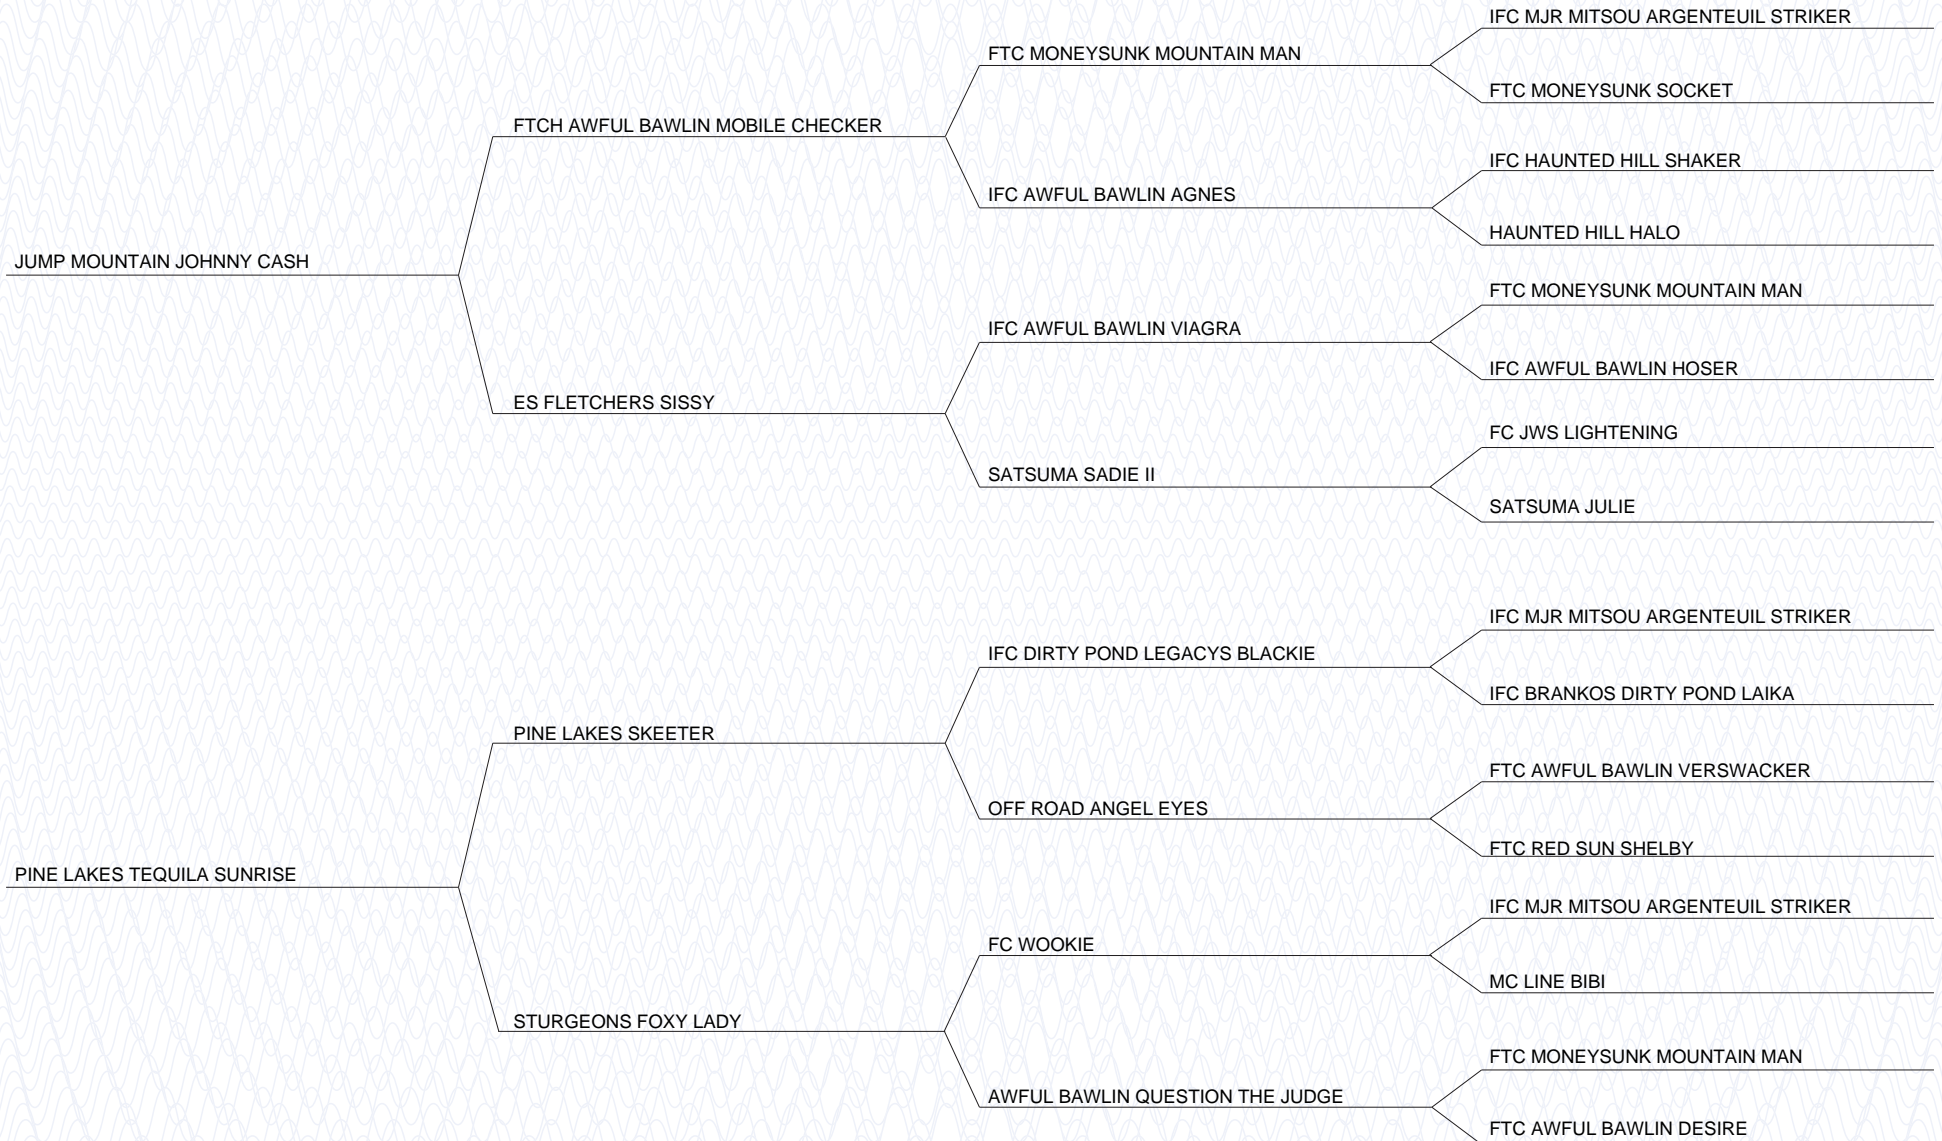 IFC MJR MITSOU ARGENTEUIL STRIKER
FTC MONEYSUNK MOUNTAIN MAN
FTC MONEYSUNK SOCKET
FTCH AWFUL BAWLIN MOBILE CHECKER
IFC HAUNTED HILL SHAKER
IFC AWFUL BAWLIN AGNES
HAUNTED HILL HALO
JUMP MOUNTAIN JOHNNY CASH
FTC MONEYSUNK MOUNTAIN MAN
IFC AWFUL BAWLIN VIAGRA
IFC AWFUL BAWLIN HOSER
ES FLETCHERS SISSY
FC JWS LIGHTENING
SATSUMA SADIE II
SATSUMA JULIE
IFC MJR MITSOU ARGENTEUIL STRIKER
IFC DIRTY POND LEGACYS BLACKIE
IFC BRANKOS DIRTY POND LAIKA
PINE LAKES SKEETER
FTC AWFUL BAWLIN VERSWACKER
OFF ROAD ANGEL EYES
FTC RED SUN SHELBY
PINE LAKES TEQUILA SUNRISE
IFC MJR MITSOU ARGENTEUIL STRIKER
FC WOOKIE
MC LINE BIBI
STURGEONS FOXY LADY
FTC MONEYSUNK MOUNTAIN MAN
AWFUL BAWLIN QUESTION THE JUDGE
FTC AWFUL BAWLIN DESIRE